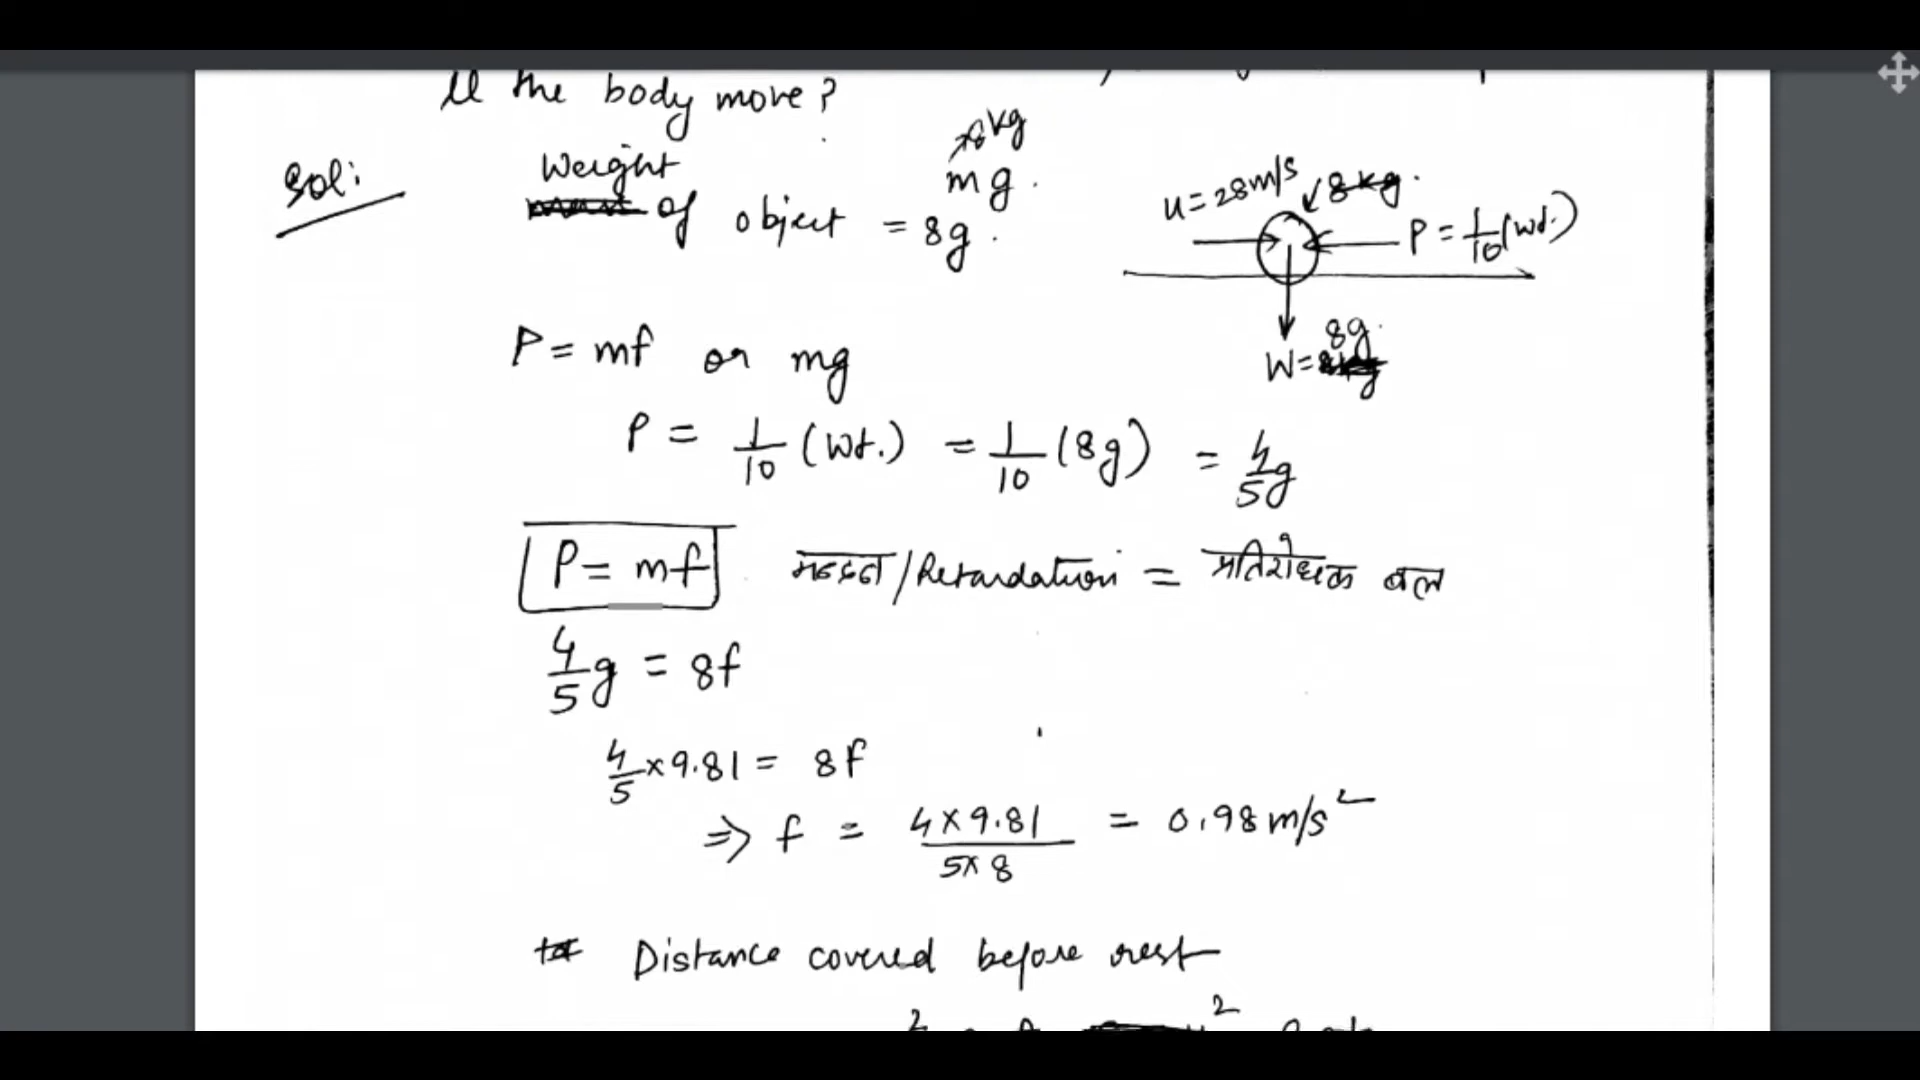 ll the body move?
8kg
Sol: Weight mg.
of object = 8g.
u=28m/s 8kg.
P = 1/10 (wt.)
8g.
W=
P = mf or mg
P = 1/10 (wt.) = 1/10 (8g) = 4/5 g
P = mf मन्दन/Retardation = प्रतिरोधक बल
4/5 g = 8f
4/5 × 9.81 = 8f
⇒ f = 4×9.81 / 5×8 = 0.98 m/s²
Distance covered before rest